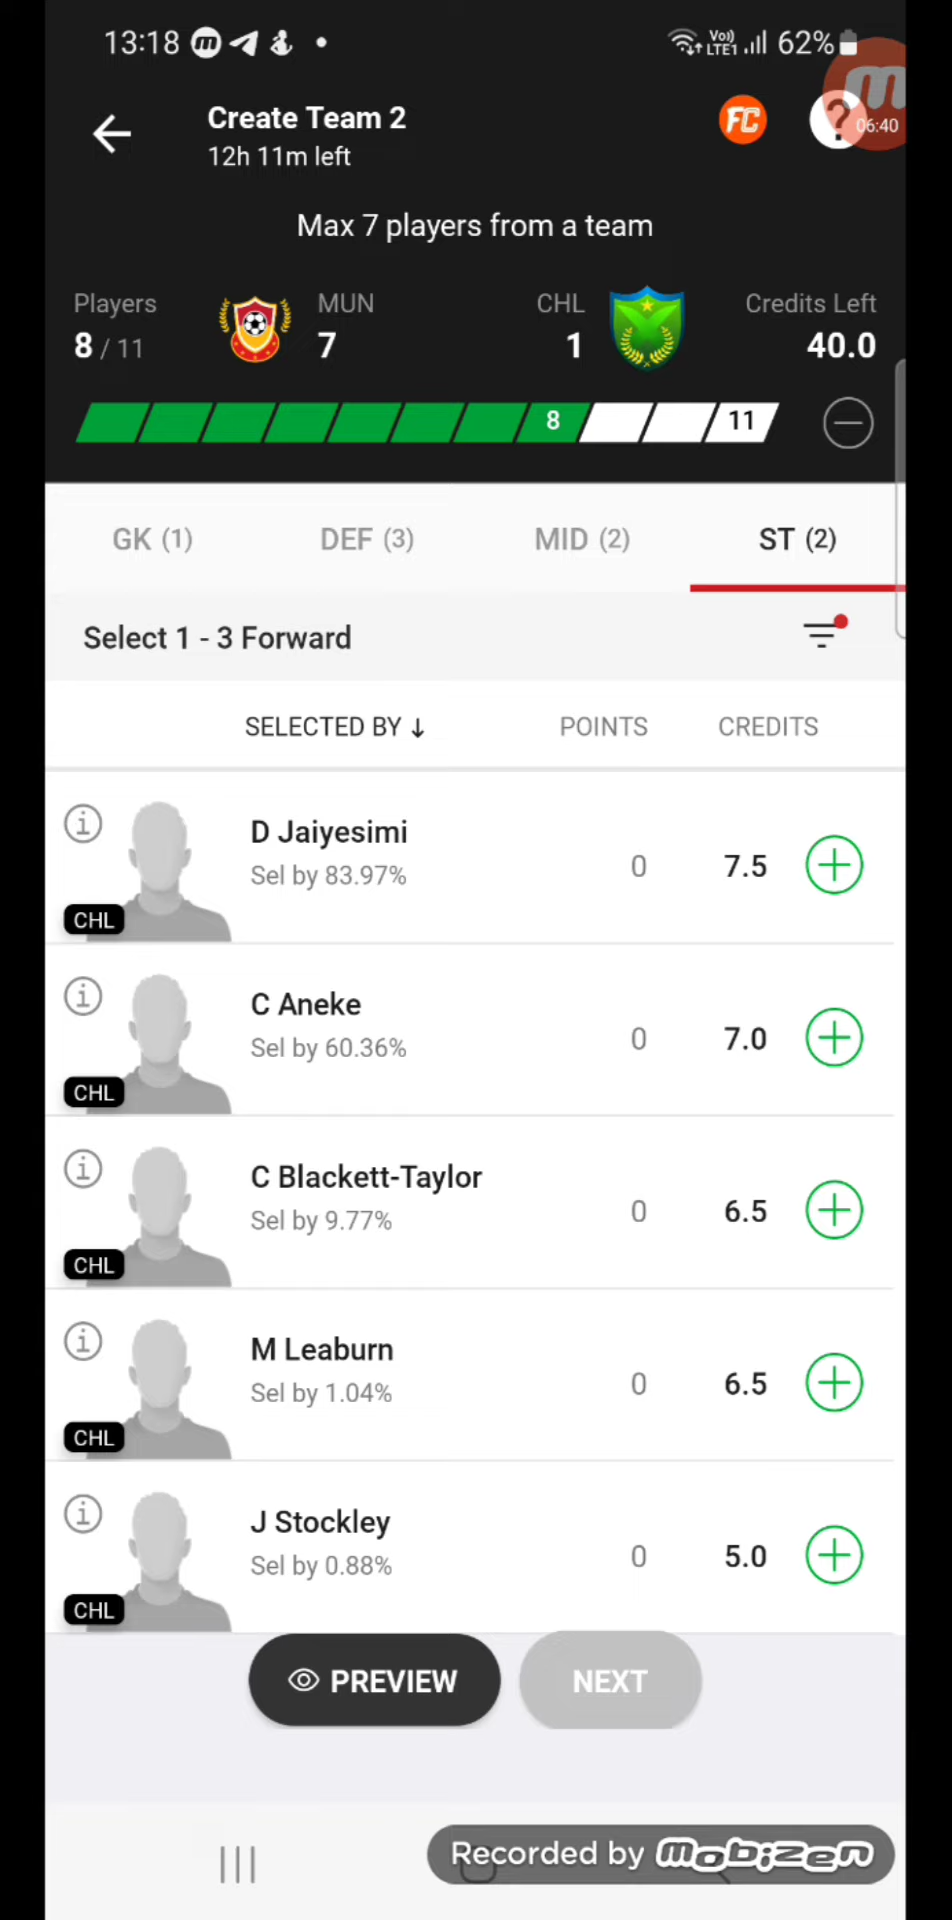 13:18 m Vo)) LTE1 62%
Create Team 2
12h 11m left
FC ? m 06:40
Max 7 players from a team
Players MUN CHL Credits Left
8 / 11 7 1 40.0
8 11
GK (1) DEF (3) MID (2) ST (2)
Select 1 - 3 Forward
SELECTED BY ↓ POINTS CREDITS
D Jaiyesimi
Sel by 83.97% 0 7.5
CHL
C Aneke
Sel by 60.36% 0 7.0
CHL
C Blackett-Taylor
Sel by 9.77% 0 6.5
CHL
M Leaburn
Sel by 1.04% 0 6.5
CHL
J Stockley
Sel by 0.88% 0 5.0
CHL
PREVIEW NEXT
Recorded by mobizen